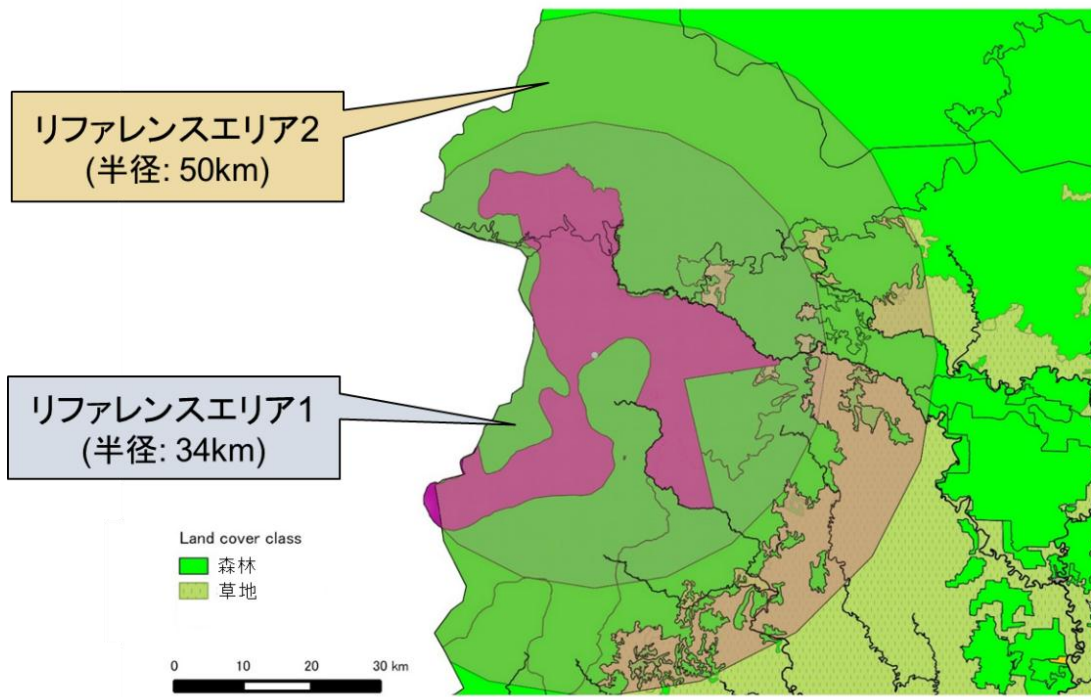 リファレンスエリア2
(半径: 50km)
リファレンスエリア1
(半径: 34km)
Land cover class
森林
草地
0 10 20 30 km